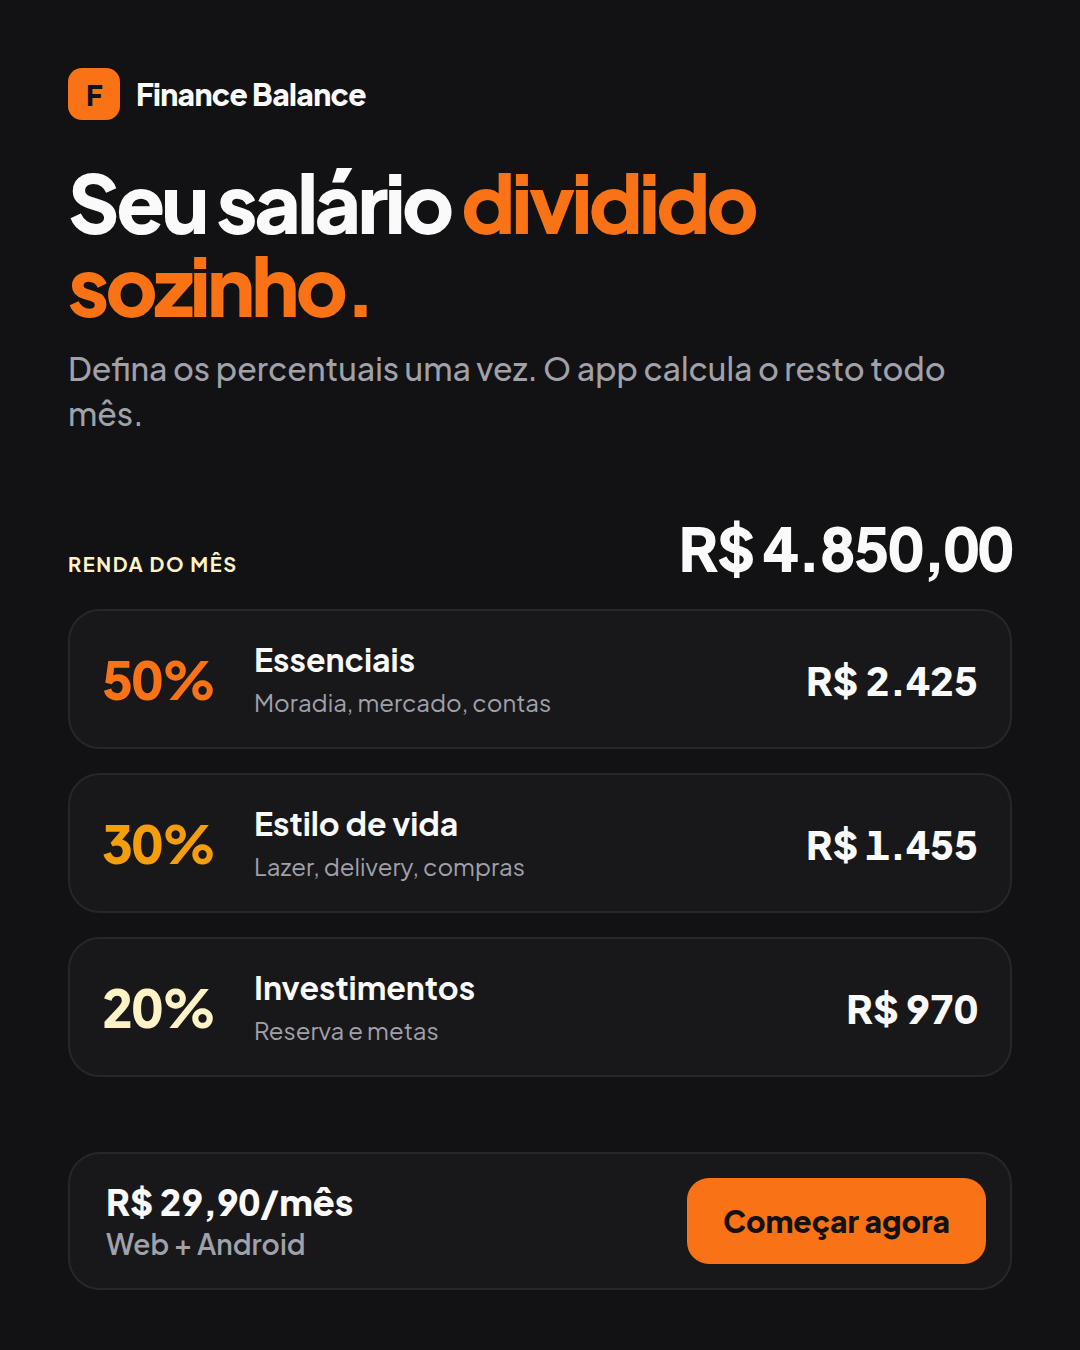 F Finance Balance
Seu salário dividido
sozinho.
Defina os percentuais uma vez. O app calcula o resto todo
mês.
RENDA DO MÊS R$ 4.850,00
50% Essenciais R$ 2.425
Moradia, mercado, contas
30% Estilo de vida R$ 1.455
Lazer, delivery, compras
20% Investimentos R$ 970
Reserva e metas
R$ 29,90/mês
Web + Android
Começar agora